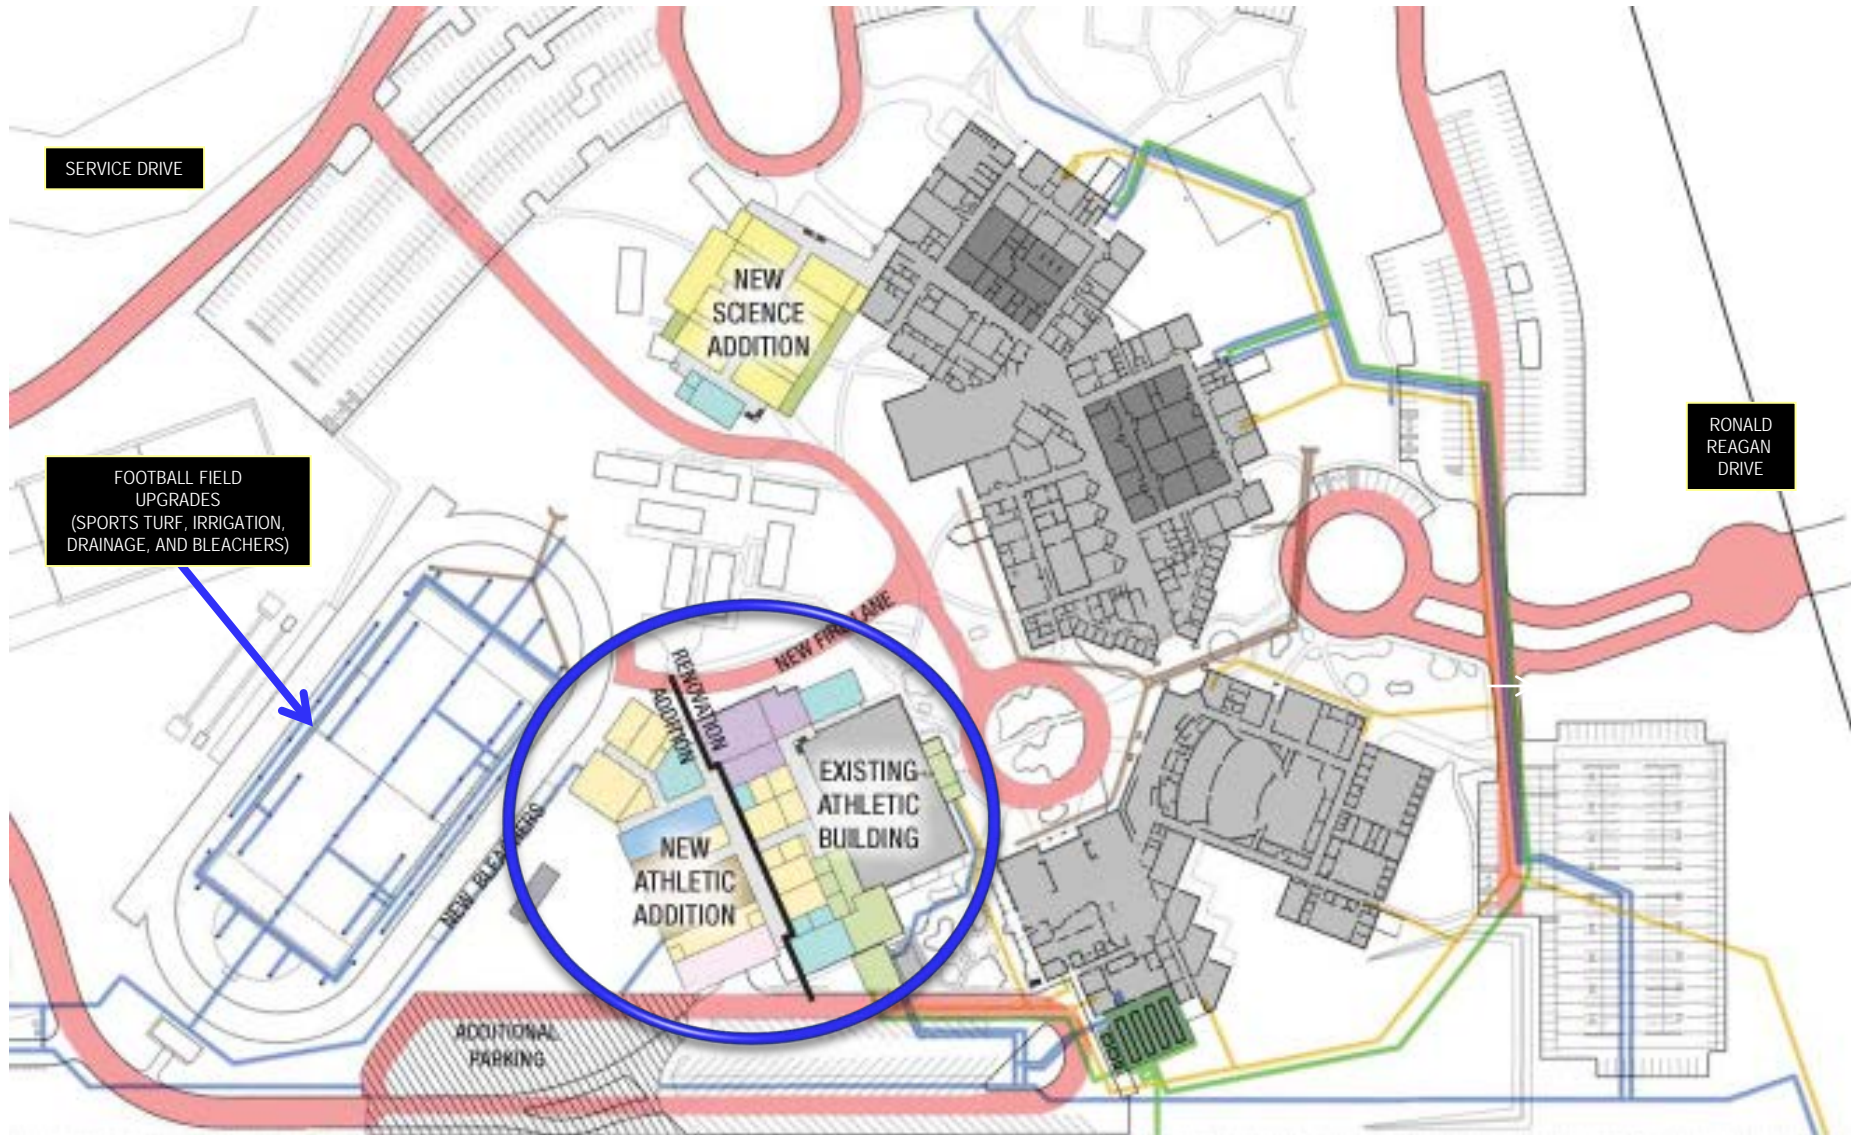 SERVICE DRIVE
NEW
SCIENCE
ADDITION
RONALD
REAGAN
DRIVE
FOOTBALL FIELD
UPGRADES
(SPORTS TURF, IRRIGATION,
DRAINAGE, AND BLEACHERS)
NEW FIRE LANE
RENOVATION
ADDITION
EXISTING
ATHLETIC
BUILDING
NEW
ATHLETIC
ADDITION
NEW BLEACHERS
ADDITIONAL
PARKING